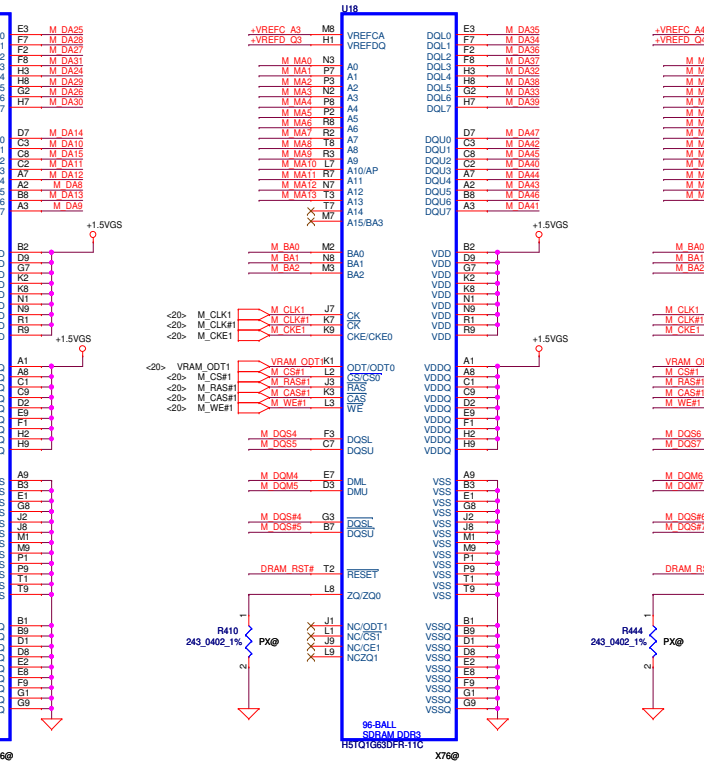 U18
E3 M_DA25
F7 M_DA28
F2 M_DA27
F8 M_DA31
H3 M_DA24
H8 M_DA29
G2 M_DA26
H7 M_DA30
D7 M_DA14
C3 M_DA10
C8 M_DA15
C2 M_DA11
A7 M_DA12
A2 M_DA8
B8 M_DA13
A3 M_DA9
+1.5VGS
B2
D9
G7
K2
K8
N1
N9
R1
R9
+1.5VGS
A1
A8
C1
C9
D2
E9
F1
H2
H9
A9
B3
E1
G8
J2
J8
M1
M9
P1
P9
T1
T9
B1
B9
D1
D8
E2
E8
F9
G1
G9
6@
+VREFC_A3 M8 VREFCA
+VREFD_Q3 H1 VREFDQ
M_MA0 N3 A0
M_MA1 P7 A1
M_MA2 P3 A2
M_MA3 N2 A3
M_MA4 P8 A4
M_MA5 P2 A5
M_MA6 R8 A6
M_MA7 R2 A7
M_MA8 T8 A8
M_MA9 R3 A9
M_MA10 L7 A10/AP
M_MA11 R7 A11
M_MA12 N7 A12
M_MA13 T3 A13
T7 A14
M7 A15/BA3
M_BA0 M2 BA0
M_BA1 N8 BA1
M_BA2 M3 BA2
<20> M_CLK1 M_CLK1 J7 CK
<20> M_CLK#1 M_CLK#1 K7 CK
<20> M_CKE1 M_CKE1 K9 CKE/CKE0
<20> VRAM_ODT1 VRAM_ODT1 K1 ODT/ODT0
<20> M_CS#1 M_CS#1 L2 CS/CS0
<20> M_RAS#1 M_RAS#1 J3 RAS
<20> M_CAS#1 M_CAS#1 K3 CAS
<20> M_WE#1 M_WE#1 L3 WE
M_DQS4 F3 DQSL
M_DQS5 C7 DQSU
M_DQM4 E7 DML
M_DQM5 D3 DMU
M_DQS#4 G3 DQSL
M_DQS#5 B7 DQSU
DRAM_RST# T2 RESET
L8 ZQ/ZQ0
1
R410
243_0402_1% PX@
2
J1 NC/ODT1
L1 NC/CS1
J9 NC/CE1
L9 NCZQ1
DQL0 E3 M_DA35
DQL1 F7 M_DA34
DQL2 F2 M_DA36
DQL3 F8 M_DA37
DQL4 H3 M_DA32
DQL5 H8 M_DA38
DQL6 G2 M_DA33
DQL7 H7 M_DA39
DQU0 D7 M_DA47
DQU1 C3 M_DA42
DQU2 C8 M_DA45
DQU3 C2 M_DA40
DQU4 A7 M_DA44
DQU5 A2 M_DA43
DQU6 B8 M_DA46
DQU7 A3 M_DA41
+1.5VGS
VDD B2
VDD D9
VDD G7
VDD K2
VDD K8
VDD N1
VDD N9
VDD R1
VDD R9
+1.5VGS
VDDQ A1
VDDQ A8
VDDQ C1
VDDQ C9
VDDQ D2
VDDQ E9
VDDQ F1
VDDQ H2
VDDQ H9
VSS A9
VSS B3
VSS E1
VSS G8
VSS J2
VSS J8
VSS M1
VSS M9
VSS P1
VSS P9
VSS T1
VSS T9
VSSQ B1
VSSQ B9
VSSQ D1
VSSQ D8
VSSQ E2
VSSQ E8
VSSQ F9
VSSQ G1
VSSQ G9
96-BALL
SDRAM DDR3
H5TQ1G63DFR-11C
X76@
+VREFC_A4
+VREFD_Q4
M_BA0
M_BA1
M_BA2
M_CLK1
M_CLK#1
M_CKE1
M_CS#1
M_RAS#1
M_CAS#1
M_WE#1
M_DQS6
M_DQS7
M_DQM6
M_DQM7
1
R444
243_0402_1% PX@
2